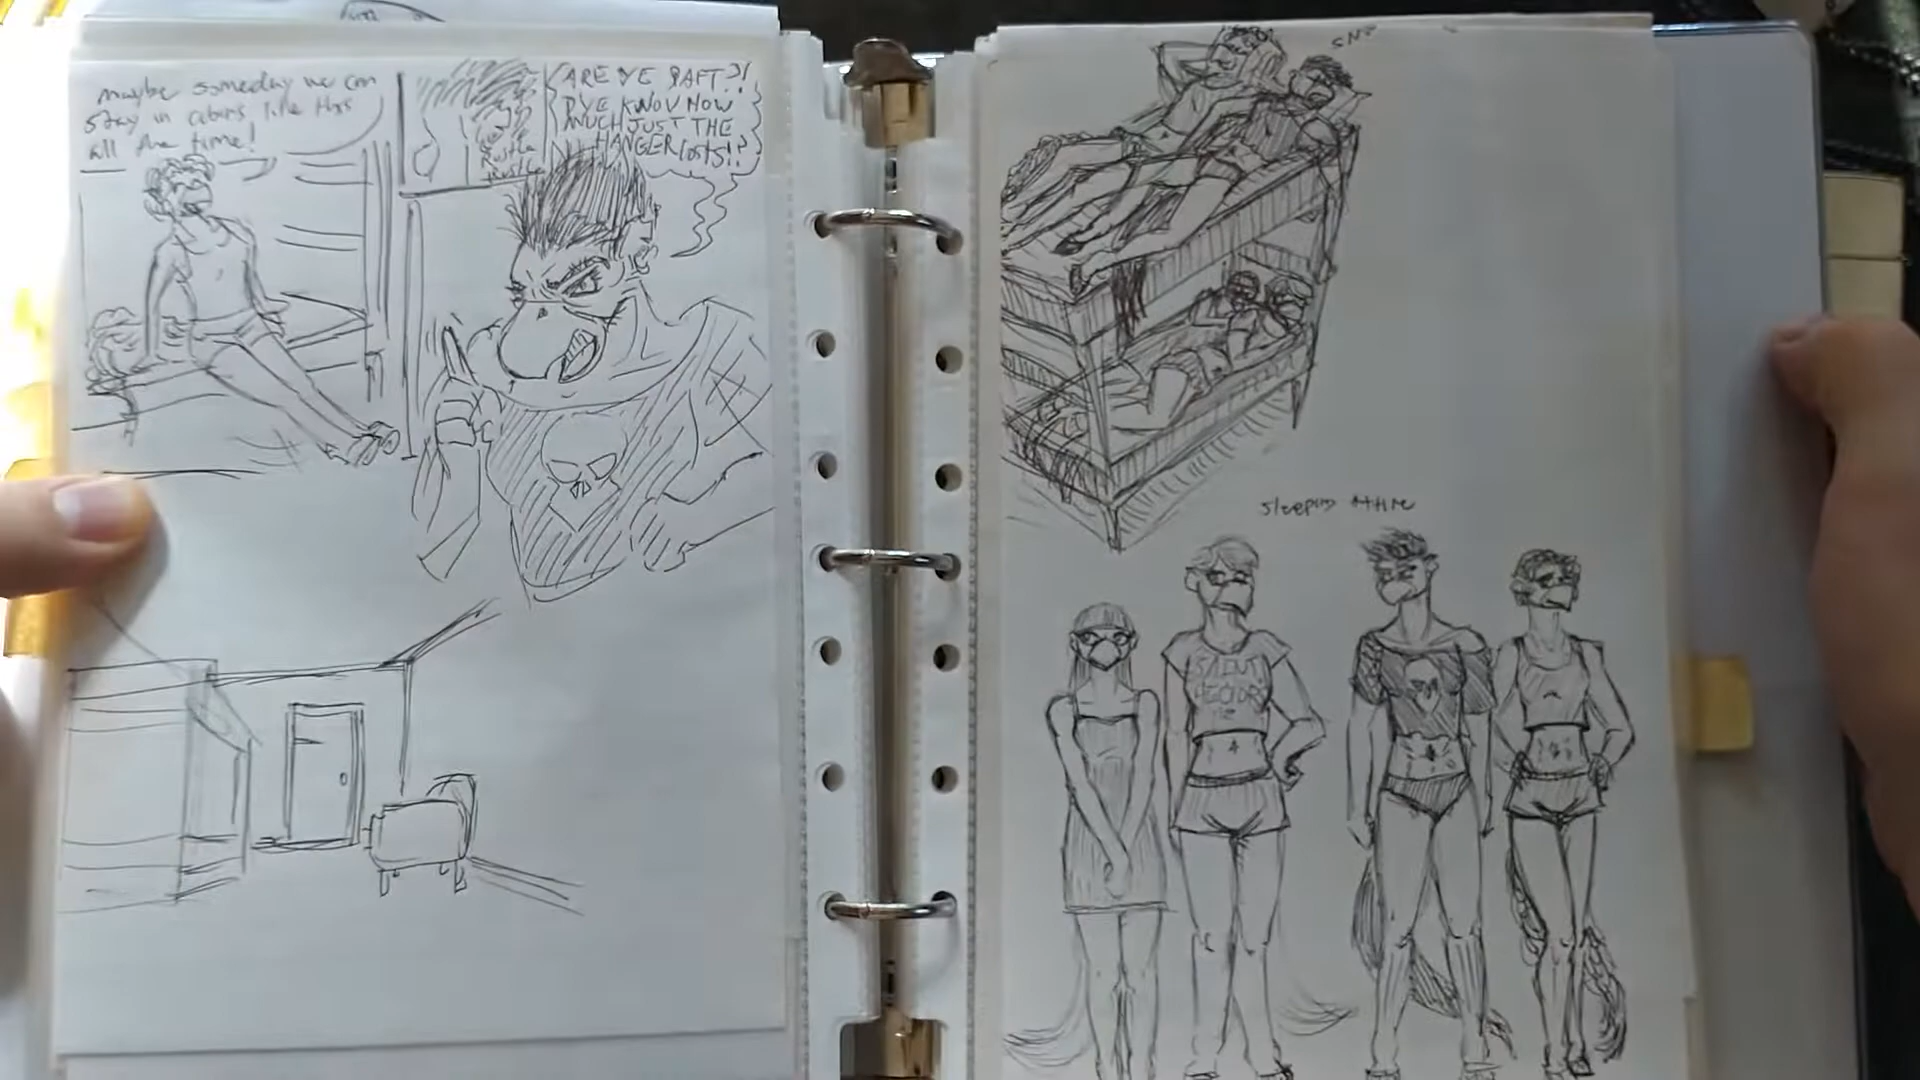 maybe someday we can
stay in cabins like this
all the time!
Rustle
Rustle
ARE YE DAFT?!
D'YE KNOW HOW
MUCH JUST THE
HANGER costs!?
sleeping attire
SILENT